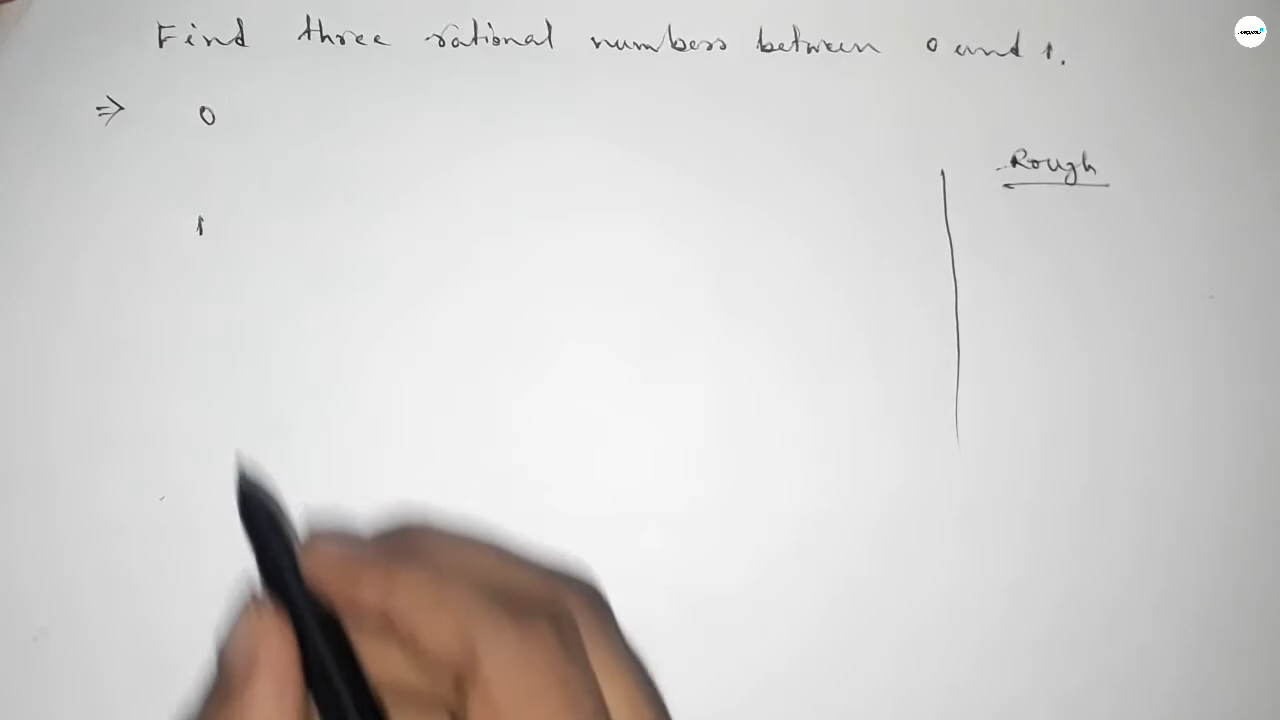 Find three rational numbers between 0 and 1.
⇒ 0
Rough
1